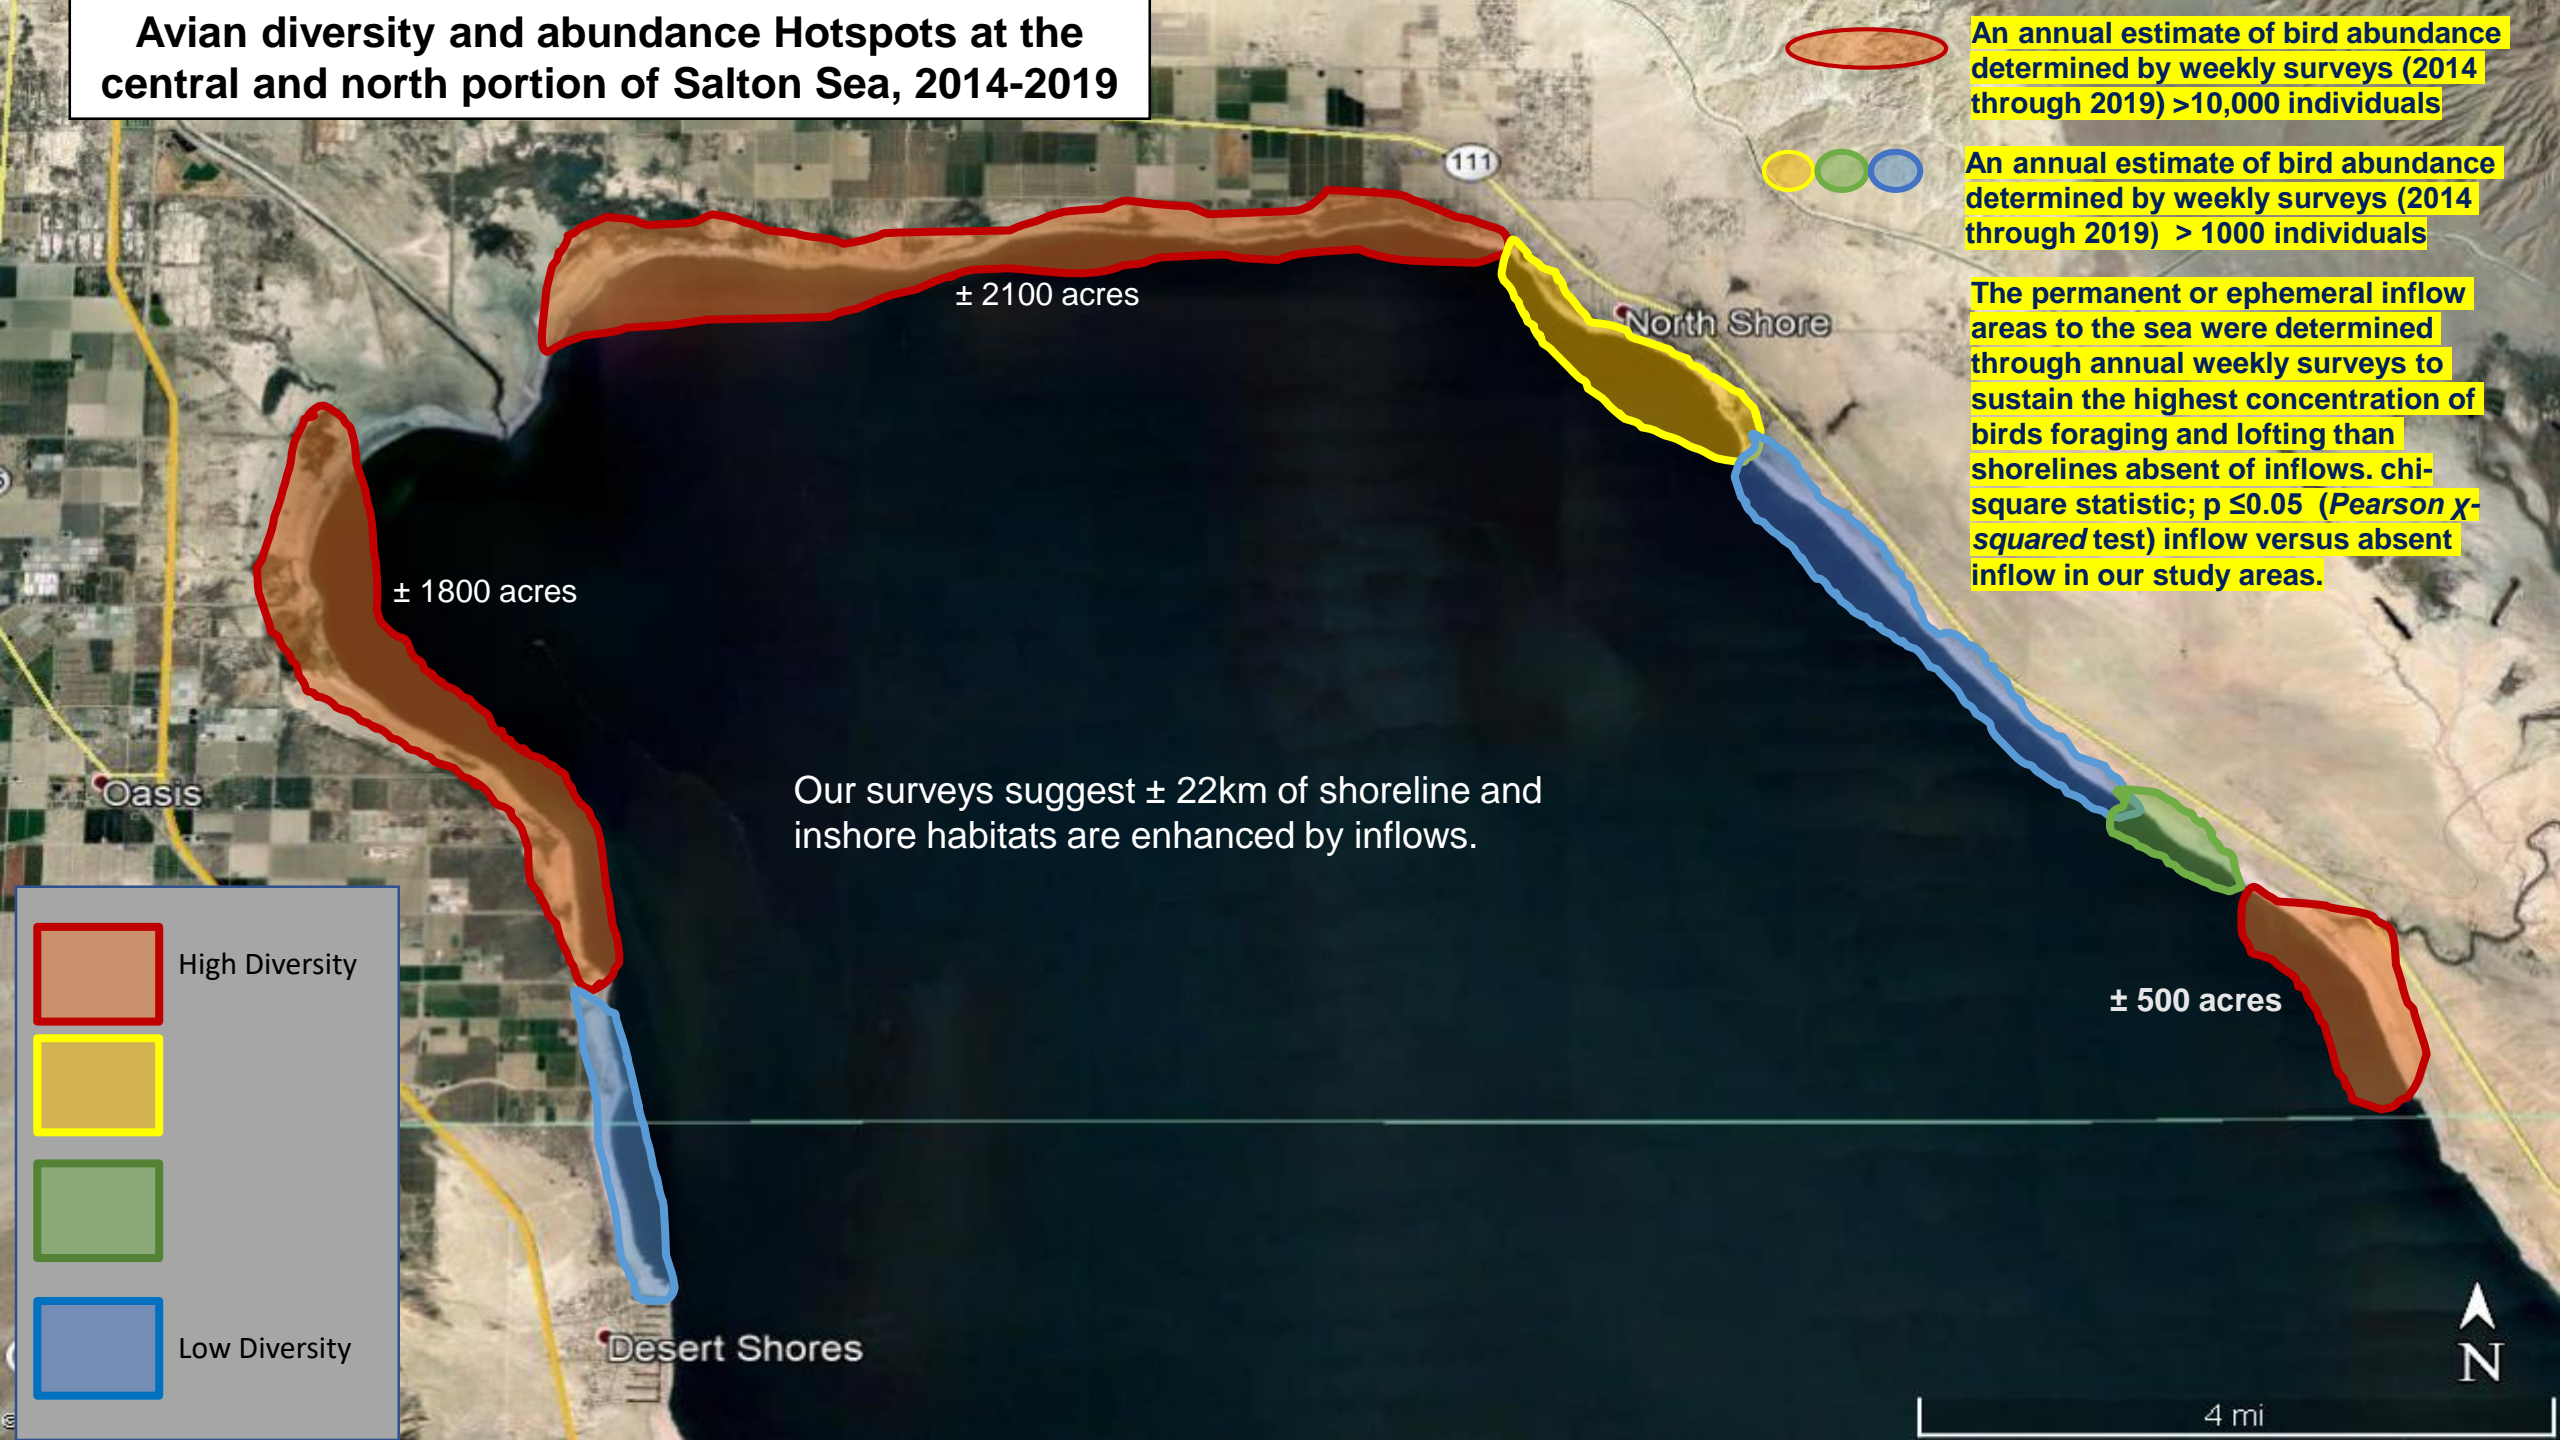 Avian diversity and abundance Hotspots at the
central and north portion of Salton Sea, 2014-2019
An annual estimate of bird abundance
determined by weekly surveys (2014
through 2019) >10,000 individuals
An annual estimate of bird abundance
determined by weekly surveys (2014
through 2019)  > 1000 individuals
The permanent or ephemeral inflow
areas to the sea were determined
through annual weekly surveys to
sustain the highest concentration of
birds foraging and lofting than
shorelines absent of inflows. chi-
square statistic; p ≤0.05  (Pearson χ-
squared test) inflow versus absent
inflow in our study areas.
111
± 2100 acres
North Shore
± 1800 acres
Oasis
Our surveys suggest ± 22km of shoreline and
inshore habitats are enhanced by inflows.
± 500 acres
High Diversity
Low Diversity
Desert Shores
N
4 mi